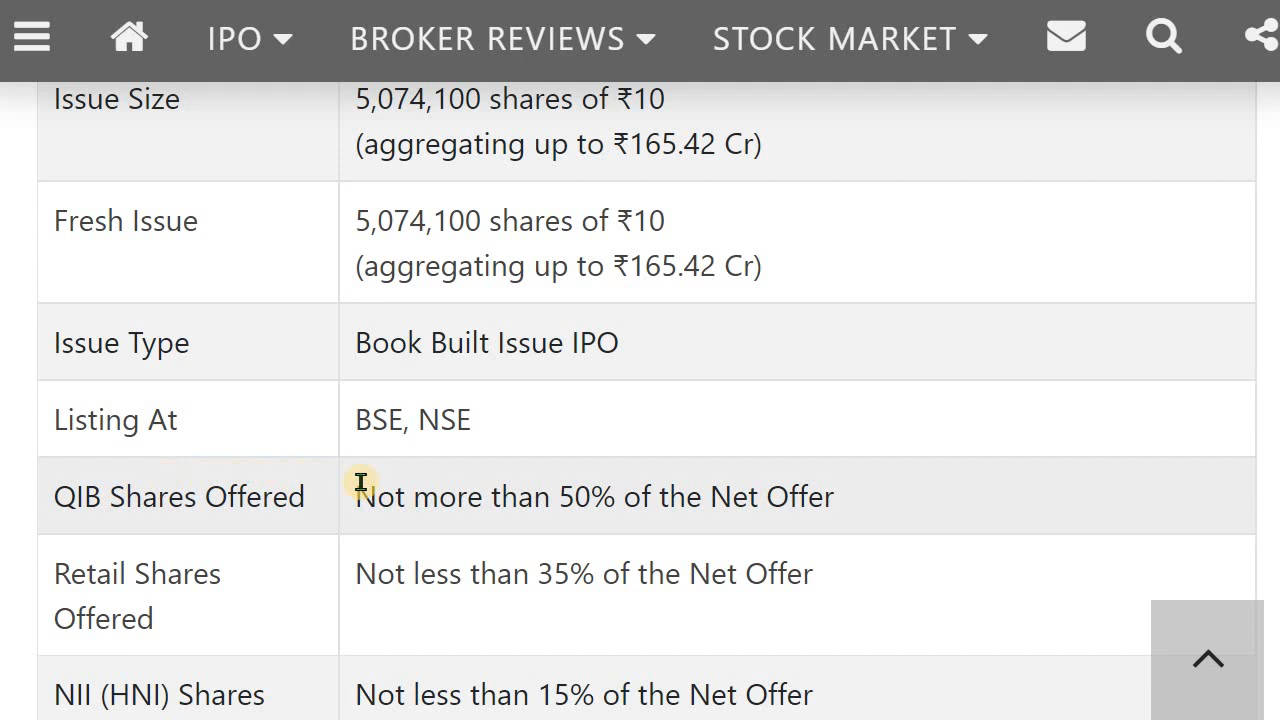 IPO BROKER REVIEWS STOCK MARKET
Issue Size
5,074,100 shares of ₹10
(aggregating up to ₹165.42 Cr)
Fresh Issue
5,074,100 shares of ₹10
(aggregating up to ₹165.42 Cr)
Issue Type
Book Built Issue IPO
Listing At
BSE, NSE
QIB Shares Offered
Not more than 50% of the Net Offer
Retail Shares
Offered
Not less than 35% of the Net Offer
NII (HNI) Shares
Not less than 15% of the Net Offer